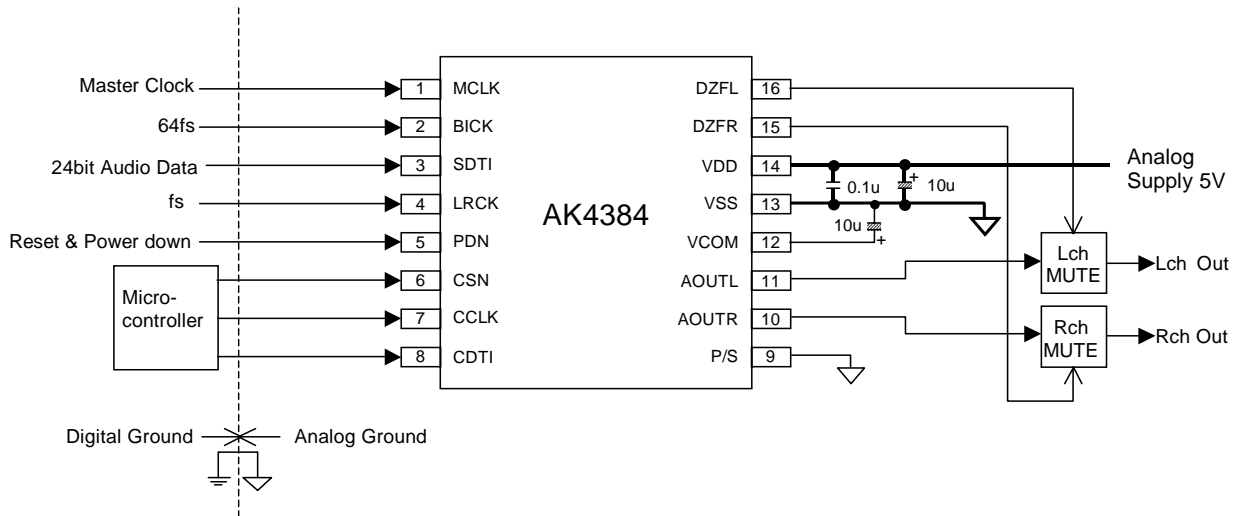 Master Clock
64fs
24bit Audio Data
fs
Reset & Power down
Micro-
controller
1
2
3
4
5
6
7
8
MCLK
BICK
SDTI
LRCK
PDN
CSN
CCLK
CDTI
AK4384
DZFL
DZFR
VDD
VSS
VCOM
AOUTL
AOUTR
P/S
16
15
14
13
12
11
10
9
0.1u
+
10u
10u
+
Analog
Supply 5V
Lch
MUTE
Lch Out
Rch
MUTE
Rch Out
Digital Ground
Analog Ground